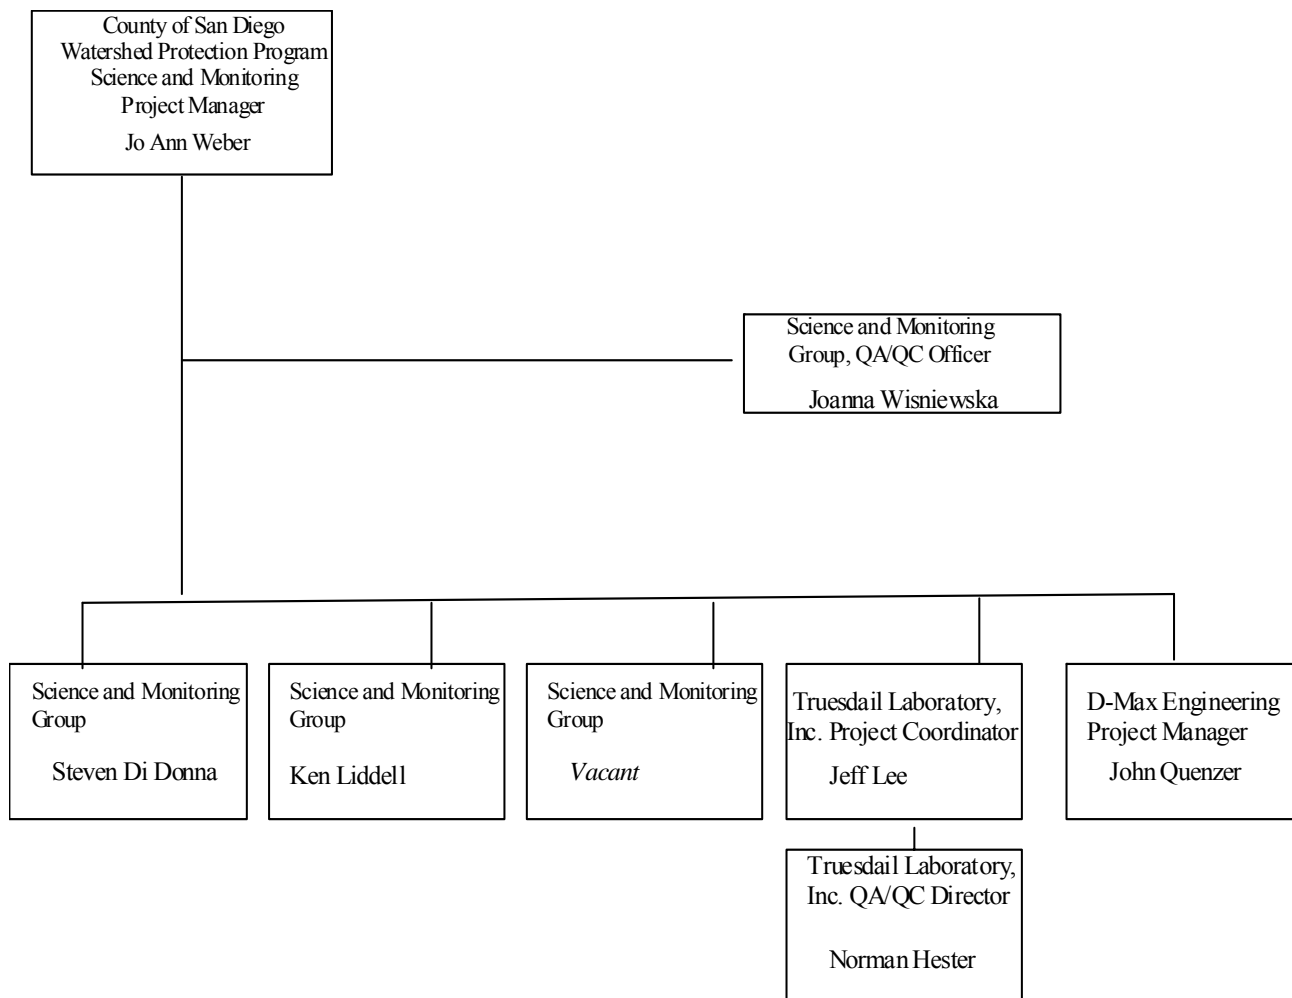 County of San Diego
Watershed Protection Program
Science and Monitoring
Project Manager
Jo Ann Weber
Science and Monitoring
Group, QA/QC Officer
Joanna Wisniewska
Science and Monitoring
Group
Steven Di Donna
Science and Monitoring
Group
Ken Liddell
Science and Monitoring
Group
Vacant
Truesdail Laboratory,
Inc. Project Coordinator
Jeff Lee
D-Max Engineering
Project Manager
John Quenzer
Truesdail Laboratory,
Inc. QA/QC Director
Norman Hester